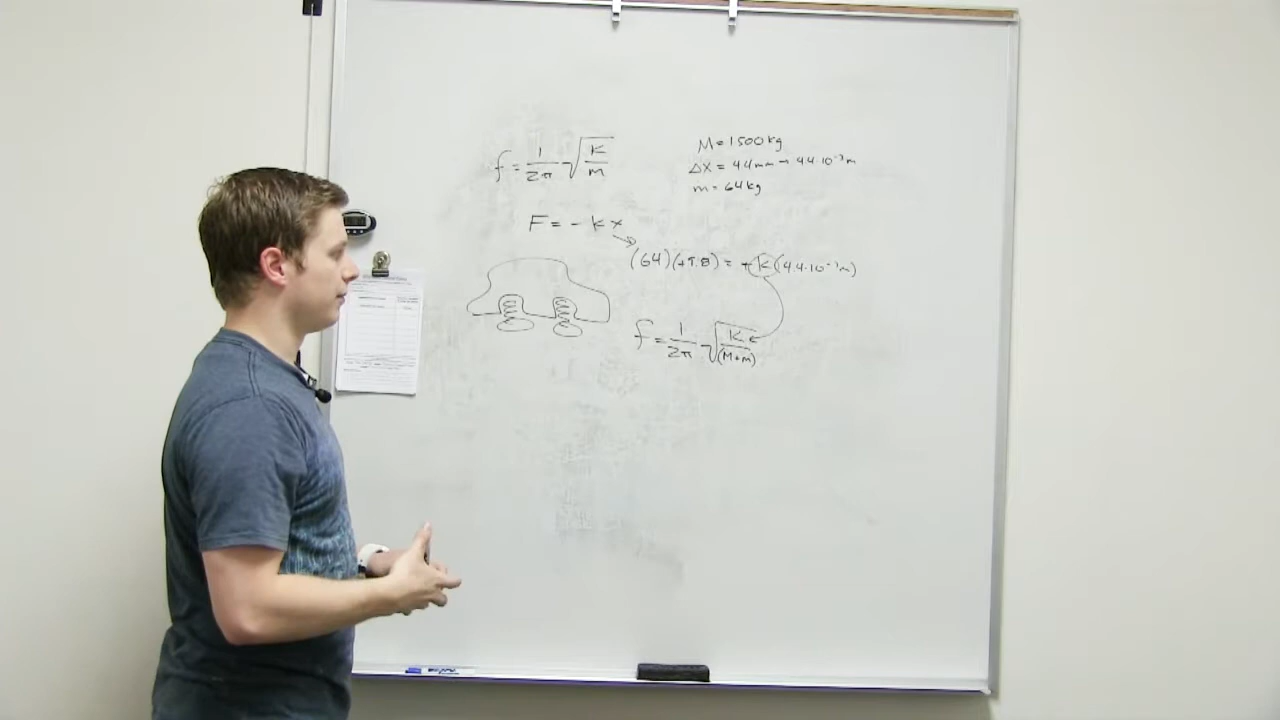 f = 1/2π √K/m
M = 1500 kg
Δx = 4.4 mm → 4.4·10⁻³ m
m = 64 kg
F = -kx
(64)(+9.8) = +K(4.4·10⁻³ m)
f = 1/2π √K/(M+m)